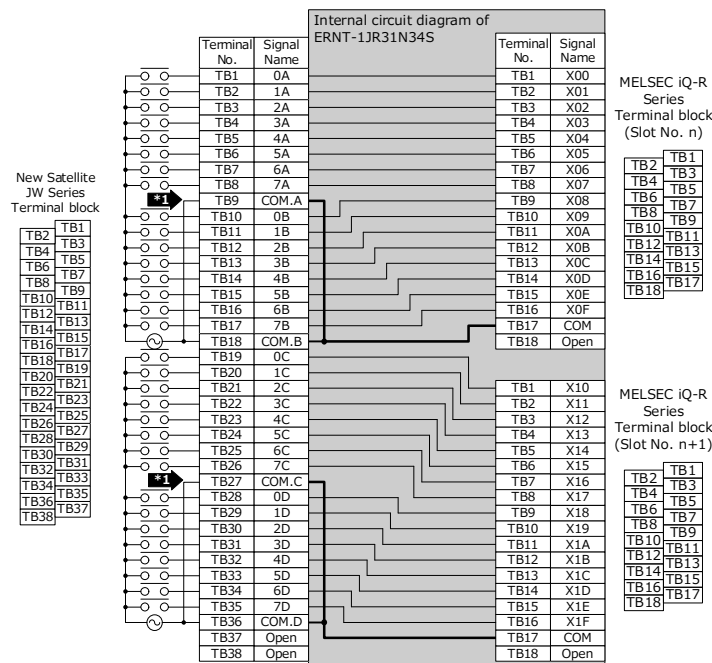 Internal circuit diagram of
ERNT-1JR31N34S
Terminal No. Signal Name
TB1 0A
TB2 1A
TB3 2A
TB4 3A
TB5 4A
TB6 5A
TB7 6A
TB8 7A
TB9 COM.A
TB10 0B
TB11 1B
TB12 2B
TB13 3B
TB14 4B
TB15 5B
TB16 6B
TB17 7B
TB18 COM.B
TB19 0C
TB20 1C
TB21 2C
TB22 3C
TB23 4C
TB24 5C
TB25 6C
TB26 7C
TB27 COM.C
TB28 0D
TB29 1D
TB30 2D
TB31 3D
TB32 4D
TB33 5D
TB34 6D
TB35 7D
TB36 COM.D
TB37 Open
TB38 Open
*1
*1
Terminal No. Signal Name
TB1 X00
TB2 X01
TB3 X02
TB4 X03
TB5 X04
TB6 X05
TB7 X06
TB8 X07
TB9 X08
TB10 X09
TB11 X0A
TB12 X0B
TB13 X0C
TB14 X0D
TB15 X0E
TB16 X0F
TB17 COM
TB18 Open
TB1 X10
TB2 X11
TB3 X12
TB4 X13
TB5 X14
TB6 X15
TB7 X16
TB8 X17
TB9 X18
TB10 X19
TB11 X1A
TB12 X1B
TB13 X1C
TB14 X1D
TB15 X1E
TB16 X1F
TB17 COM
TB18 Open
New Satellite
JW Series
Terminal block
TB1
TB2
TB3
TB4
TB5
TB6
TB7
TB8
TB9
TB10
TB11
TB12
TB13
TB14
TB15
TB16
TB17
TB18
TB19
TB20
TB21
TB22
TB23
TB24
TB25
TB26
TB27
TB28
TB29
TB30
TB31
TB32
TB33
TB34
TB35
TB36
TB37
TB38
MELSEC iQ-R
Series
Terminal block
(Slot No. n)
TB1
TB2
TB3
TB4
TB5
TB6
TB7
TB8
TB9
TB10
TB11
TB12
TB13
TB14
TB15
TB16
TB17
TB18
MELSEC iQ-R
Series
Terminal block
(Slot No. n+1)
TB1
TB2
TB3
TB4
TB5
TB6
TB7
TB8
TB9
TB10
TB11
TB12
TB13
TB14
TB15
TB16
TB17
TB18